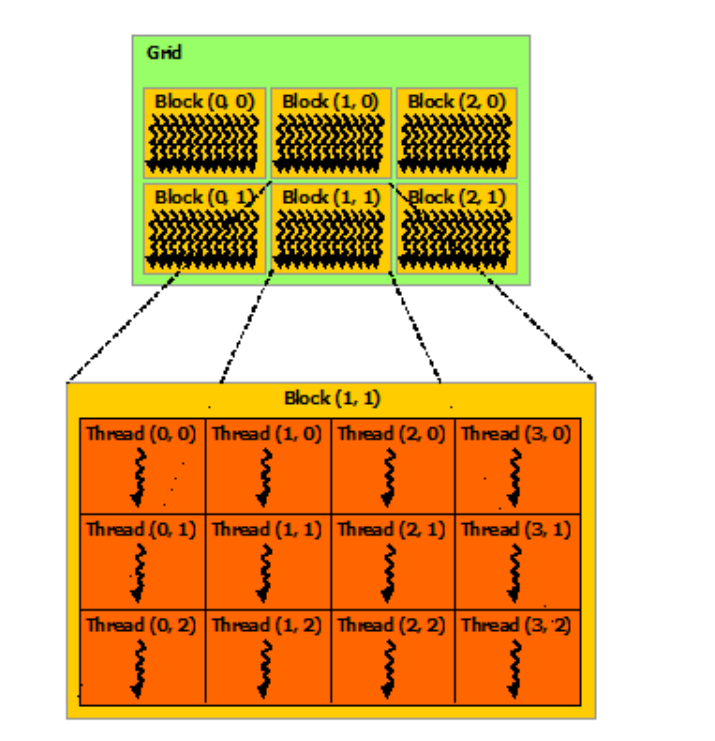 Grid
Block (0, 0) Block (1, 0) Block (2, 0)
Block (0, 1) Block (1, 1) Block (2, 1)
Block (1, 1)
Thread (0, 0) Thread (1, 0) Thread (2, 0) Thread (3, 0)
Thread (0, 1) Thread (1, 1) Thread (2, 1) Thread (3, 1)
Thread (0, 2) Thread (1, 2) Thread (2, 2) Thread (3, 2)